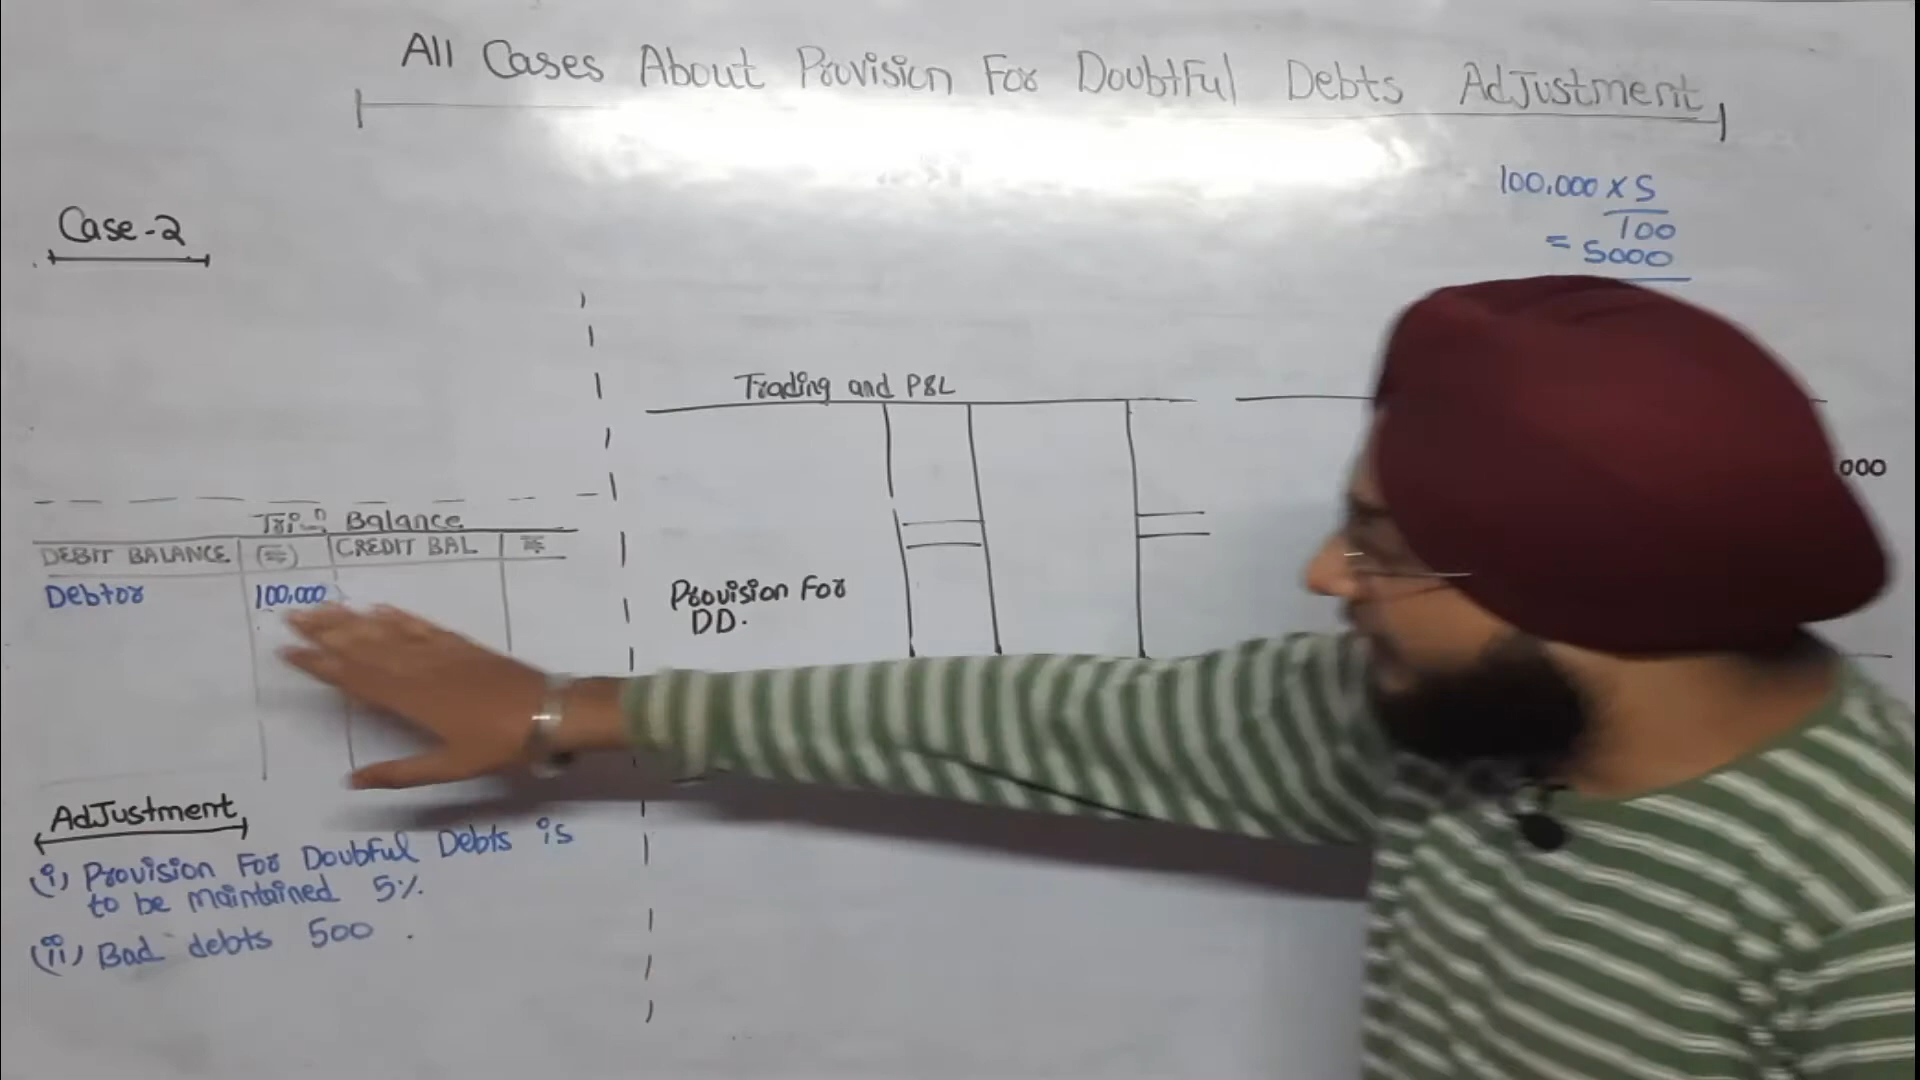 All Cases About Provision For Doubtful Debts Adjustment
100,000 x 5
100
= 5000
Case-2
Trading and P&L
000
Balance
DEBIT BALANCE (₹) CREDIT BAL ₹
Debtor 100,000
Provision For
DD.
Adjustment
(i) Provision For Doubful Debts is
to be maintained 5%.
(ii) Bad debts 500.